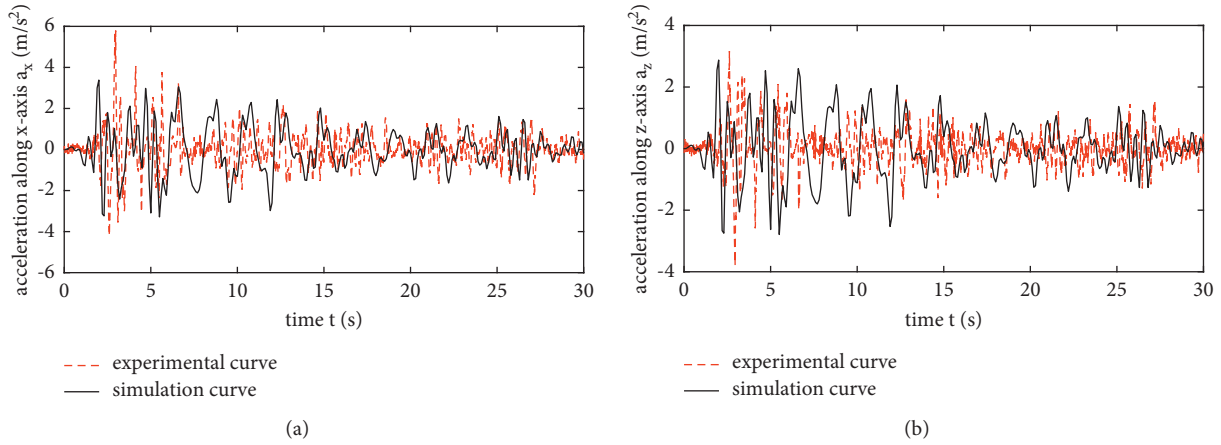 acceleration along x-axis a_x (m/s²)
6
4
2
0
-2
-4
-6
0 5 10 15 20 25 30
time t (s)
experimental curve
simulation curve
(a)
acceleration along z-axis a_z (m/s²)
4
2
0
-2
-4
0 5 10 15 20 25 30
time t (s)
experimental curve
simulation curve
(b)